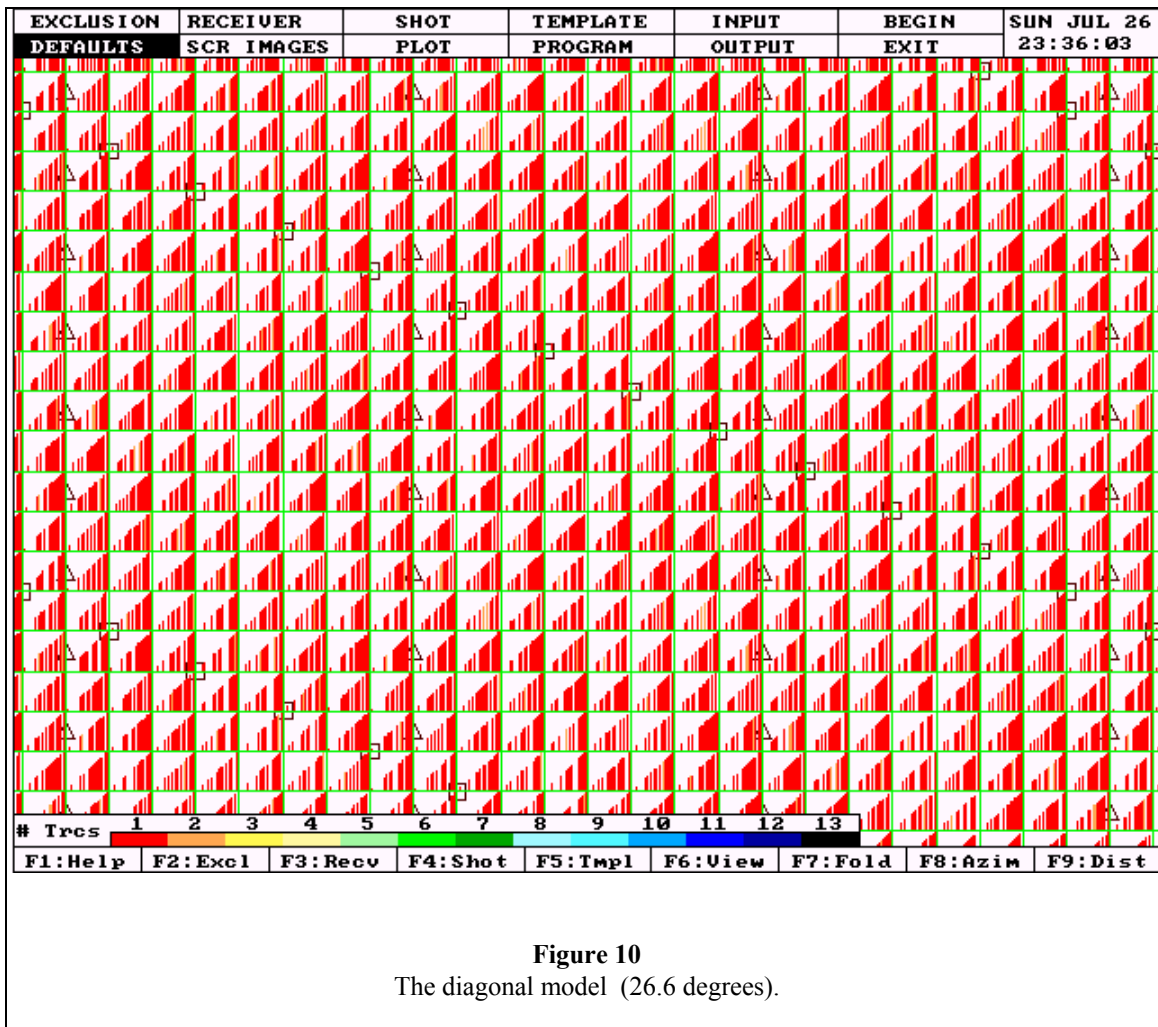 EXCLUSION RECEIVER SHOT TEMPLATE INPUT BEGIN SUN JUL 26
DEFAULTS SCR IMAGES PLOT PROGRAM OUTPUT EXIT 23:36:03
# Trcs 1 2 3 4 5 6 7 8 9 10 11 12 13
F1:Help F2:Excl F3:Recv F4:Shot F5:Tmpl F6:View F7:Fold F8:Azim F9:Dist
Figure 10
The diagonal model (26.6 degrees).